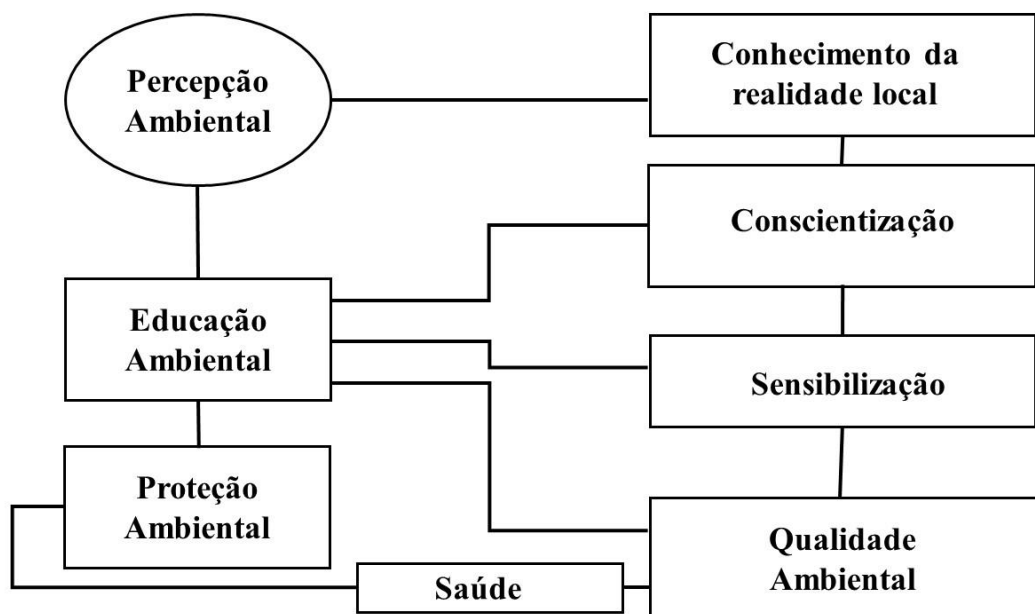 Percepção
Ambiental
Conhecimento da
realidade local
Conscientização
Educação
Ambiental
Sensibilização
Proteção
Ambiental
Qualidade
Ambiental
Saúde